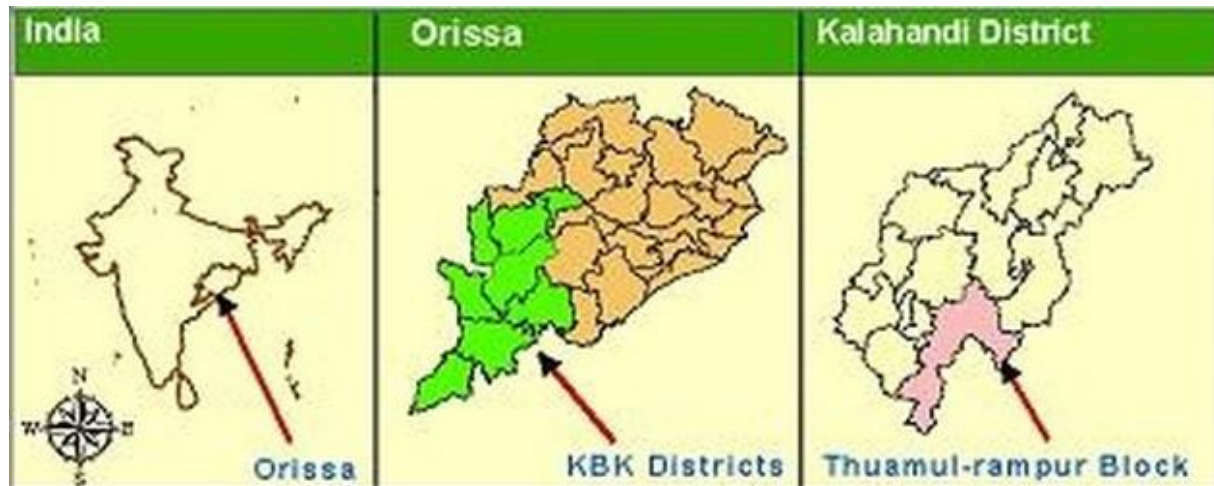 India
Orissa
Kalahandi District
N
W
E
S
Orissa
KBK Districts
Thuamul-rampur Block